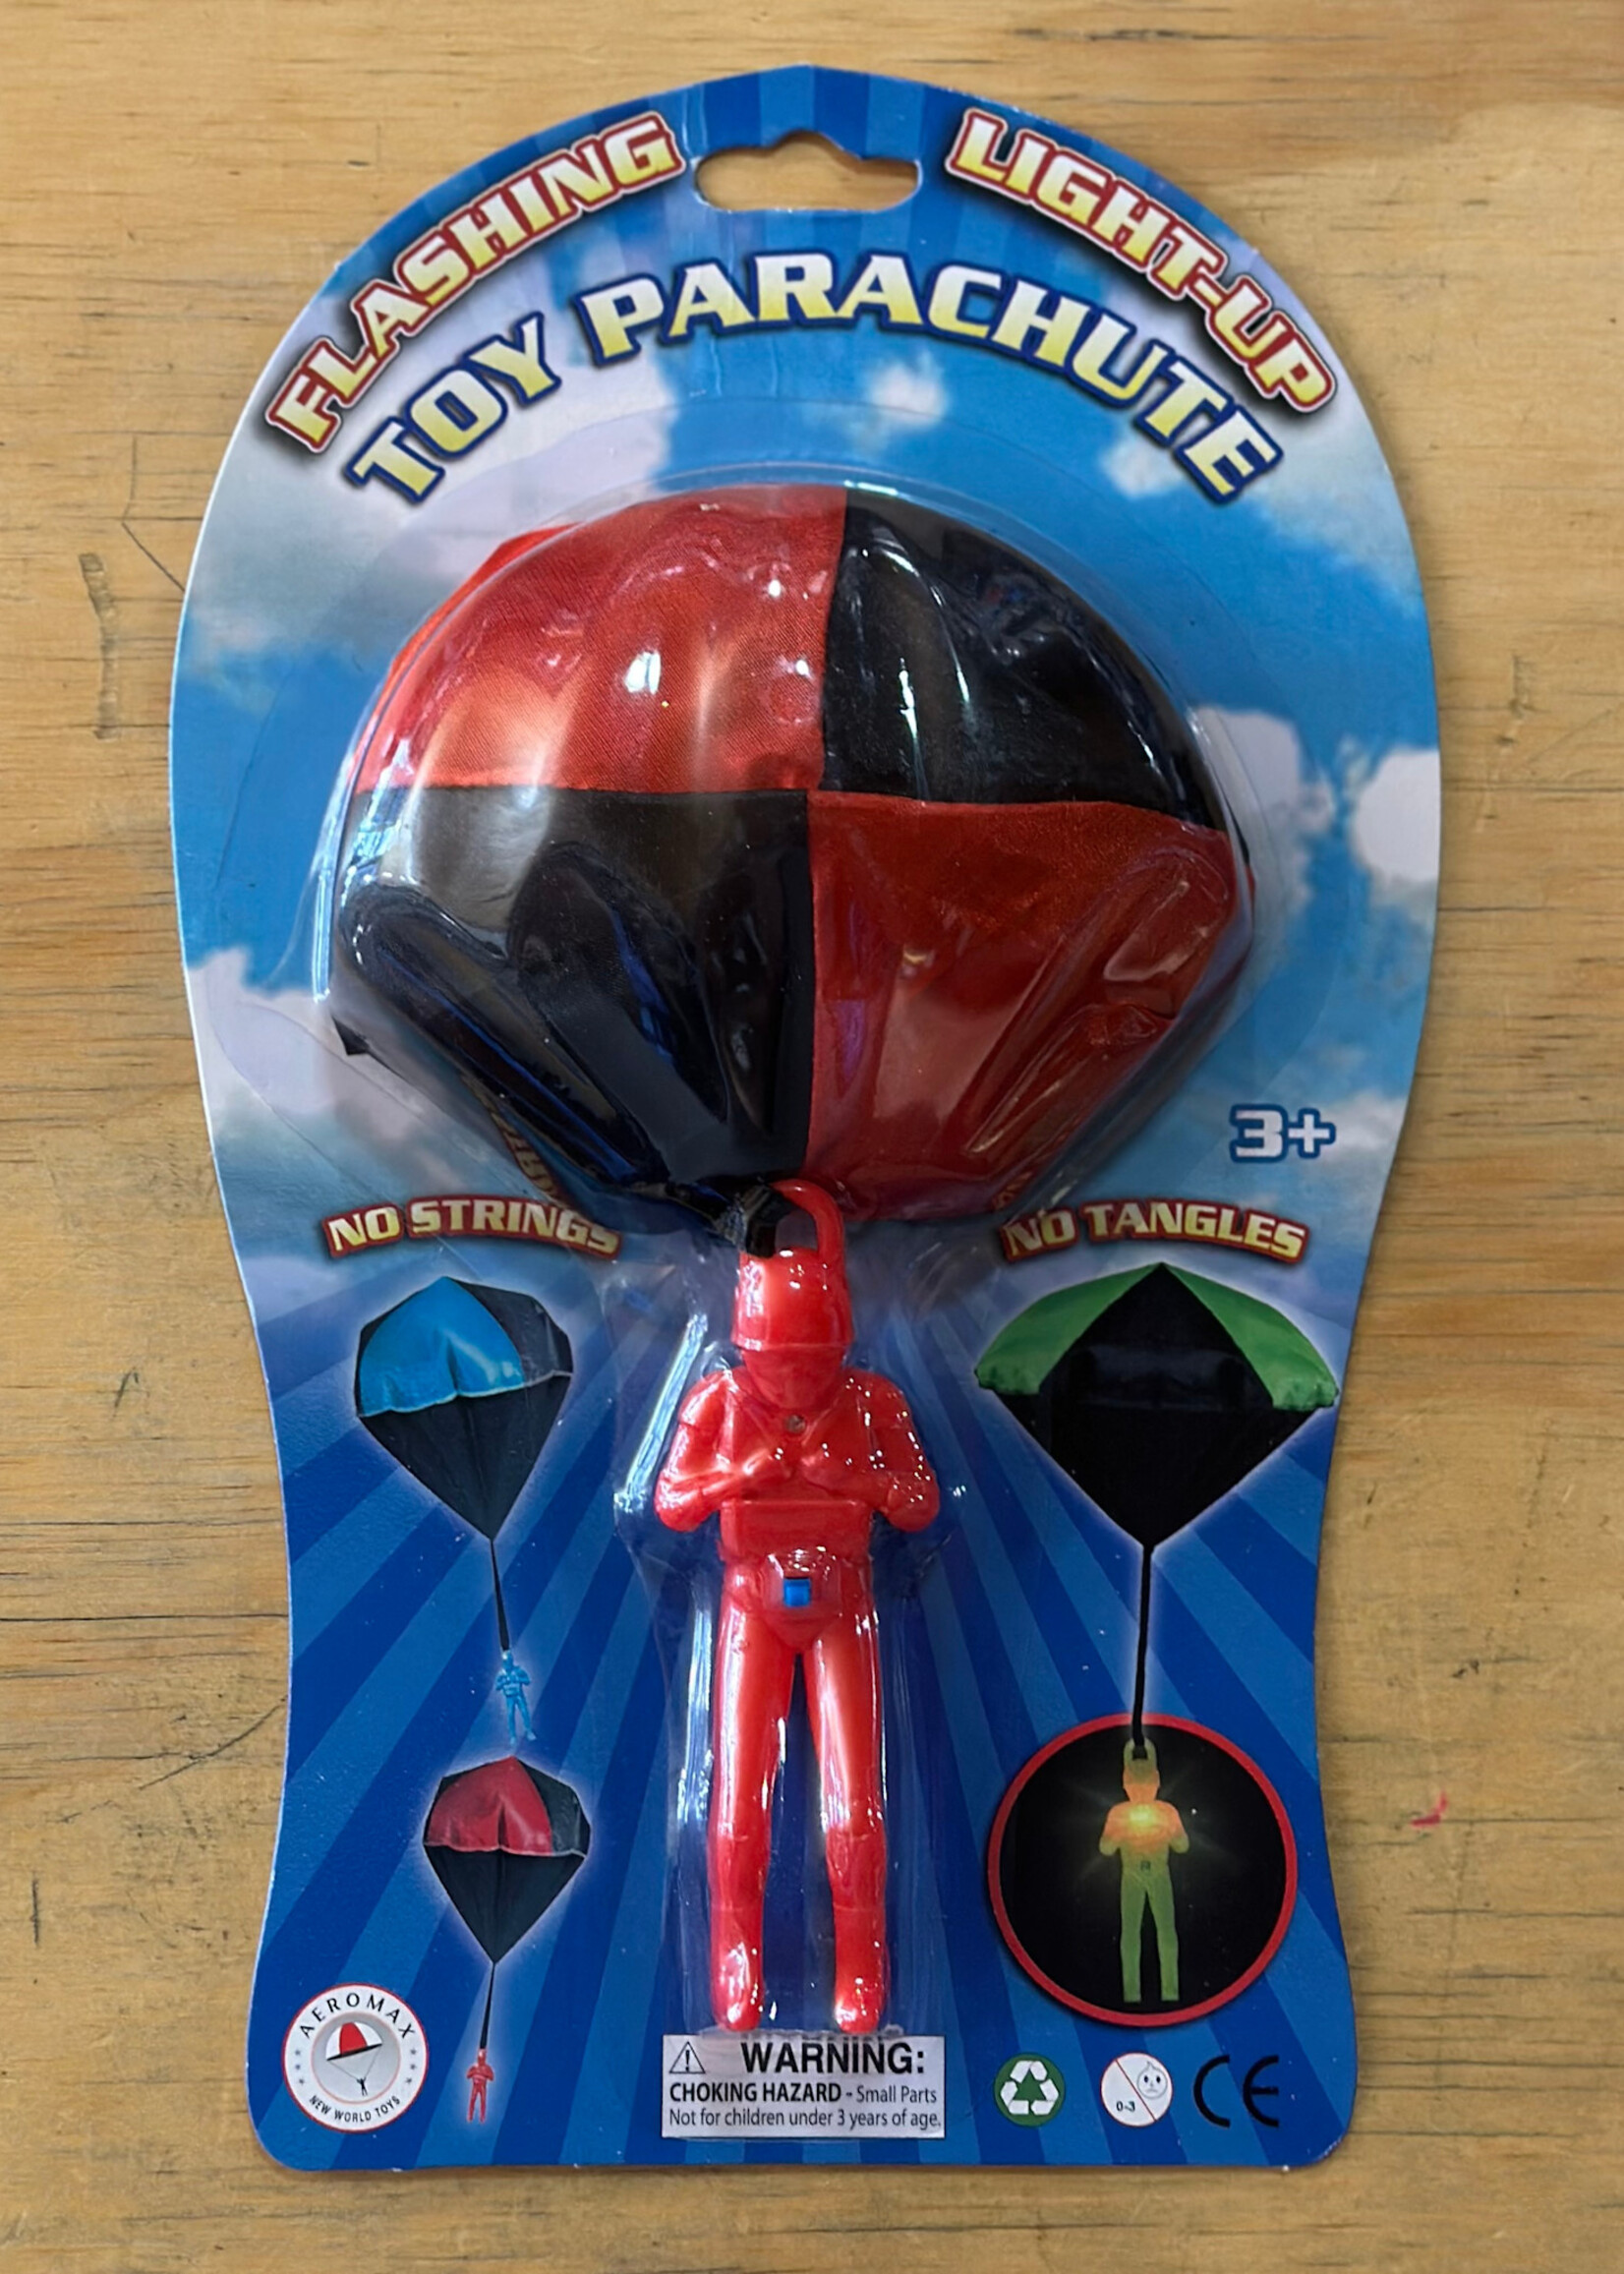 FLASHING
LIGHT-UP
TOY PARACHUTE
3+
NO STRINGS
NO TANGLES
AEROMAX
NEW WORLD TOYS
WARNING:
CHOKING HAZARD - Small Parts
Not for children under 3 years of age.
0-3
CE